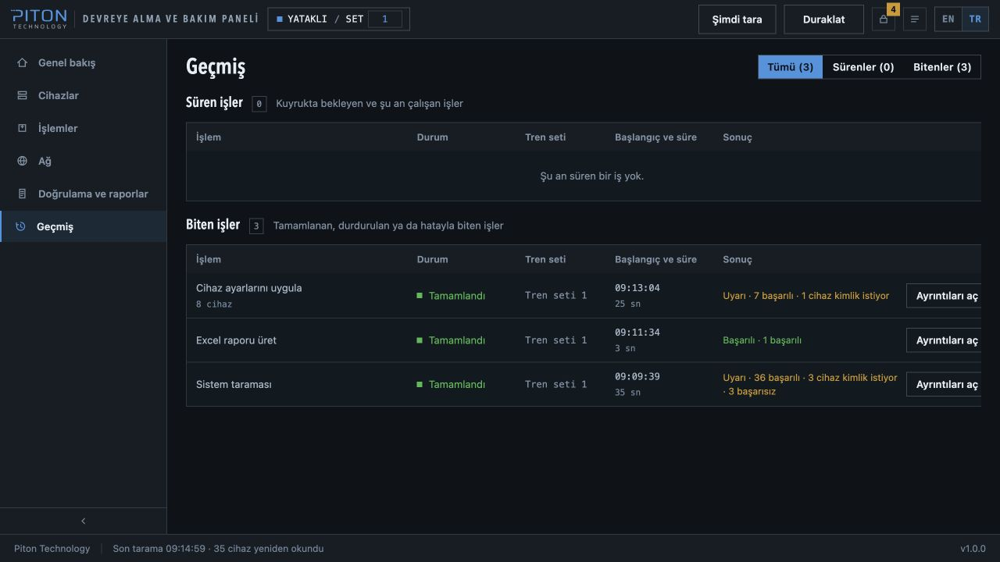 PITON
TECHNOLOGY
DEVREYE ALMA VE BAKIM PANELİ
YATAKLI / SET 1
Şimdi tara
Duraklat
4
EN
TR
Genel bakış
Cihazlar
İşlemler
Ağ
Doğrulama ve raporlar
Geçmiş
Geçmiş
Tümü (3)
Sürenler (0)
Bitenler (3)
Süren işler 0 Kuyrukta bekleyen ve şu an çalışan işler
İşlem Durum Tren seti Başlangıç ve süre Sonuç
Şu an süren bir iş yok.
Biten işler 3 Tamamlanan, durdurulan ya da hatayla biten işler
İşlem Durum Tren seti Başlangıç ve süre Sonuç
Cihaz ayarlarını uygula
8 cihaz
Tamamlandı
Tren seti 1
09:13:04
25 sn
Uyarı · 7 başarılı · 1 cihaz kimlik istiyor
Ayrıntıları aç
Excel raporu üret
Tamamlandı
Tren seti 1
09:11:34
3 sn
Başarılı · 1 başarılı
Ayrıntıları aç
Sistem taraması
Tamamlandı
Tren seti 1
09:09:39
35 sn
Uyarı · 36 başarılı · 3 cihaz kimlik istiyor
· 3 başarısız
Ayrıntıları aç
Piton Technology
Son tarama 09:14:59 · 35 cihaz yeniden okundu
v1.0.0